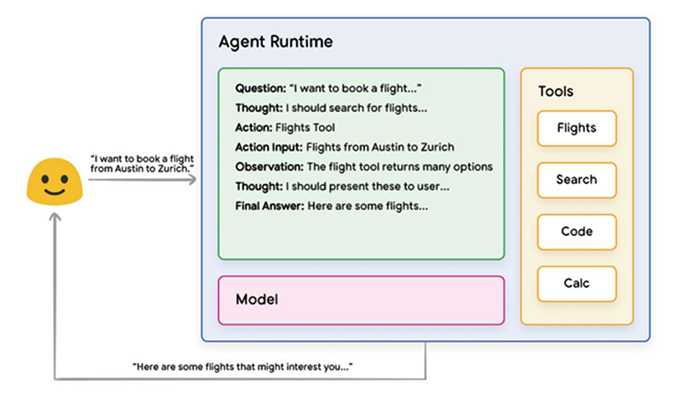 Agent Runtime
Question: "I want to book a flight..."
Thought: I should search for flights...
Action: Flights Tool
Action Input: Flights from Austin to Zurich
Observation: The flight tool returns many options
Thought: I should present these to user...
Final Answer: Here are some flights...
Model
Tools
Flights
Search
Code
Calc
"I want to book a flight
from Austin to Zurich."
"Here are some flights that might interest you..."